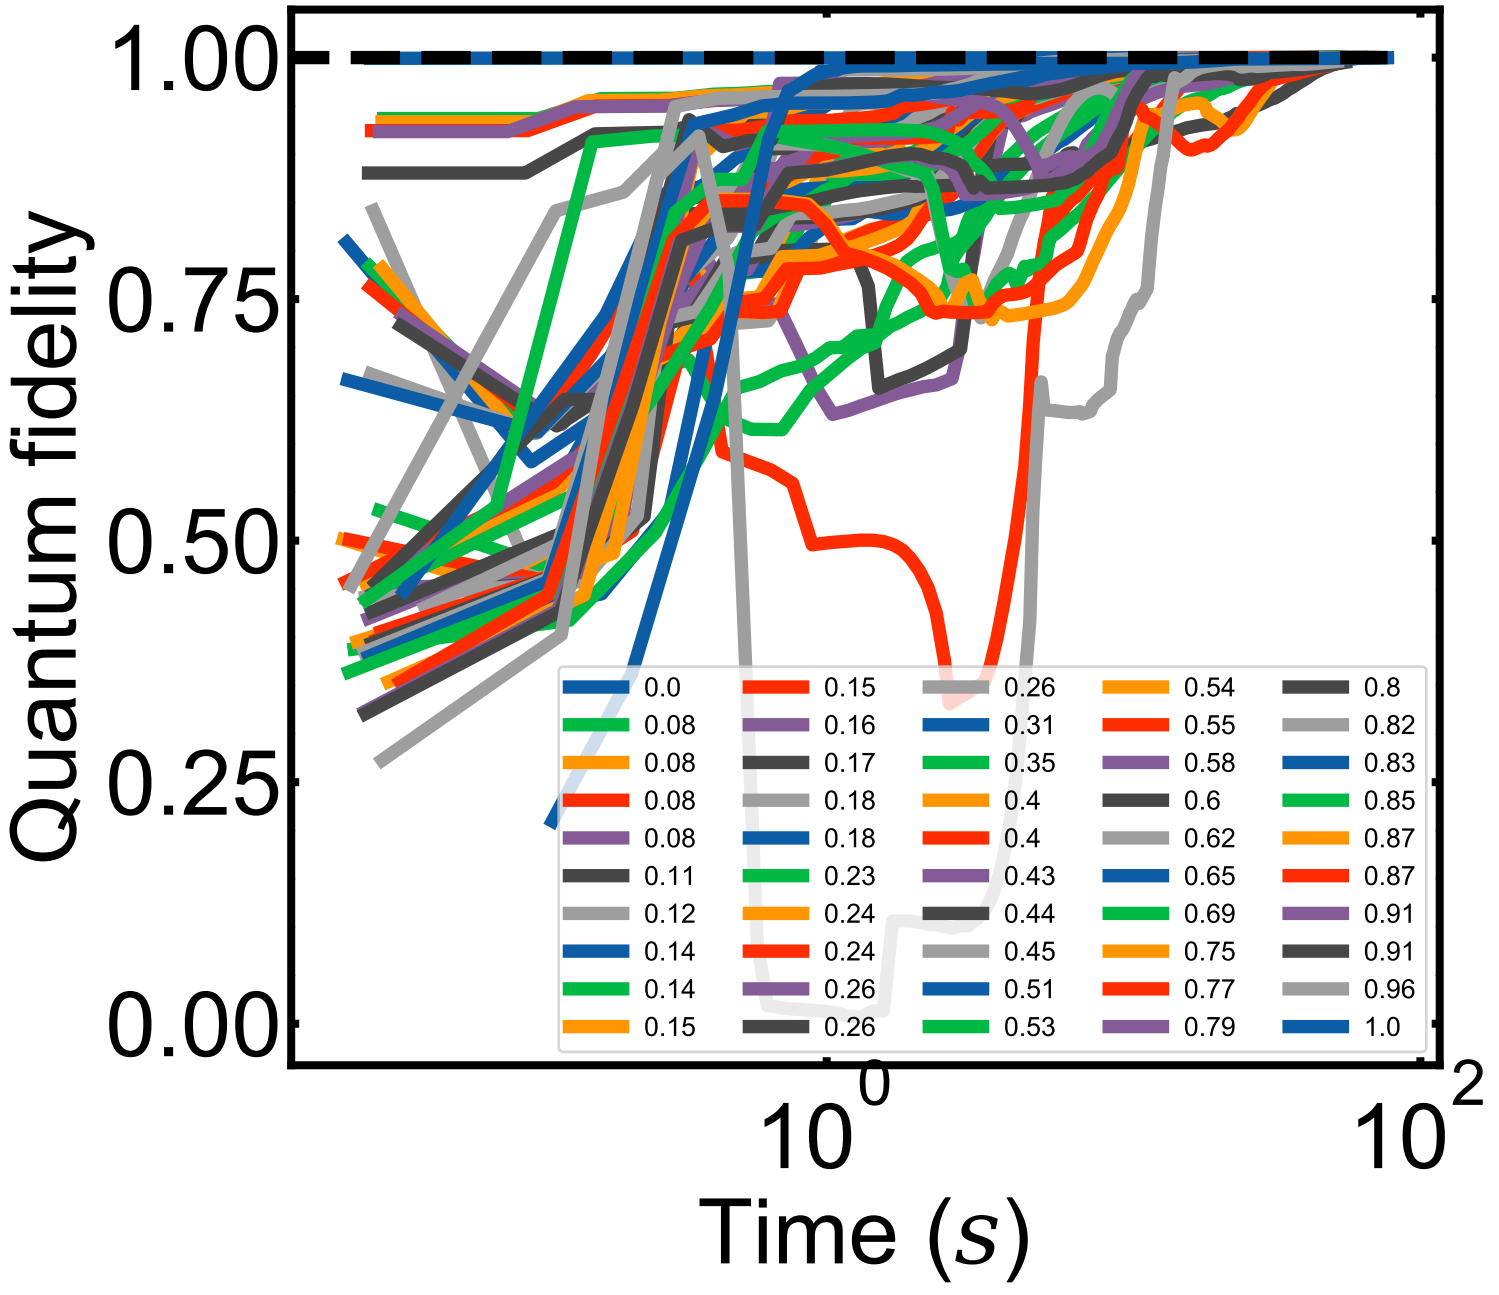 Quantum fidelity
1.00
0.75
0.50
0.25
0.00
0.0 0.15 0.26 0.54 0.8
0.08 0.16 0.31 0.55 0.82
0.08 0.17 0.35 0.58 0.83
0.08 0.18 0.4 0.6 0.85
0.08 0.18 0.4 0.62 0.87
0.11 0.23 0.43 0.65 0.87
0.12 0.24 0.44 0.69 0.91
0.14 0.24 0.45 0.75 0.91
0.14 0.26 0.51 0.77 0.96
0.15 0.26 0.53 0.79 1.0
10⁰ 10²
Time (s)